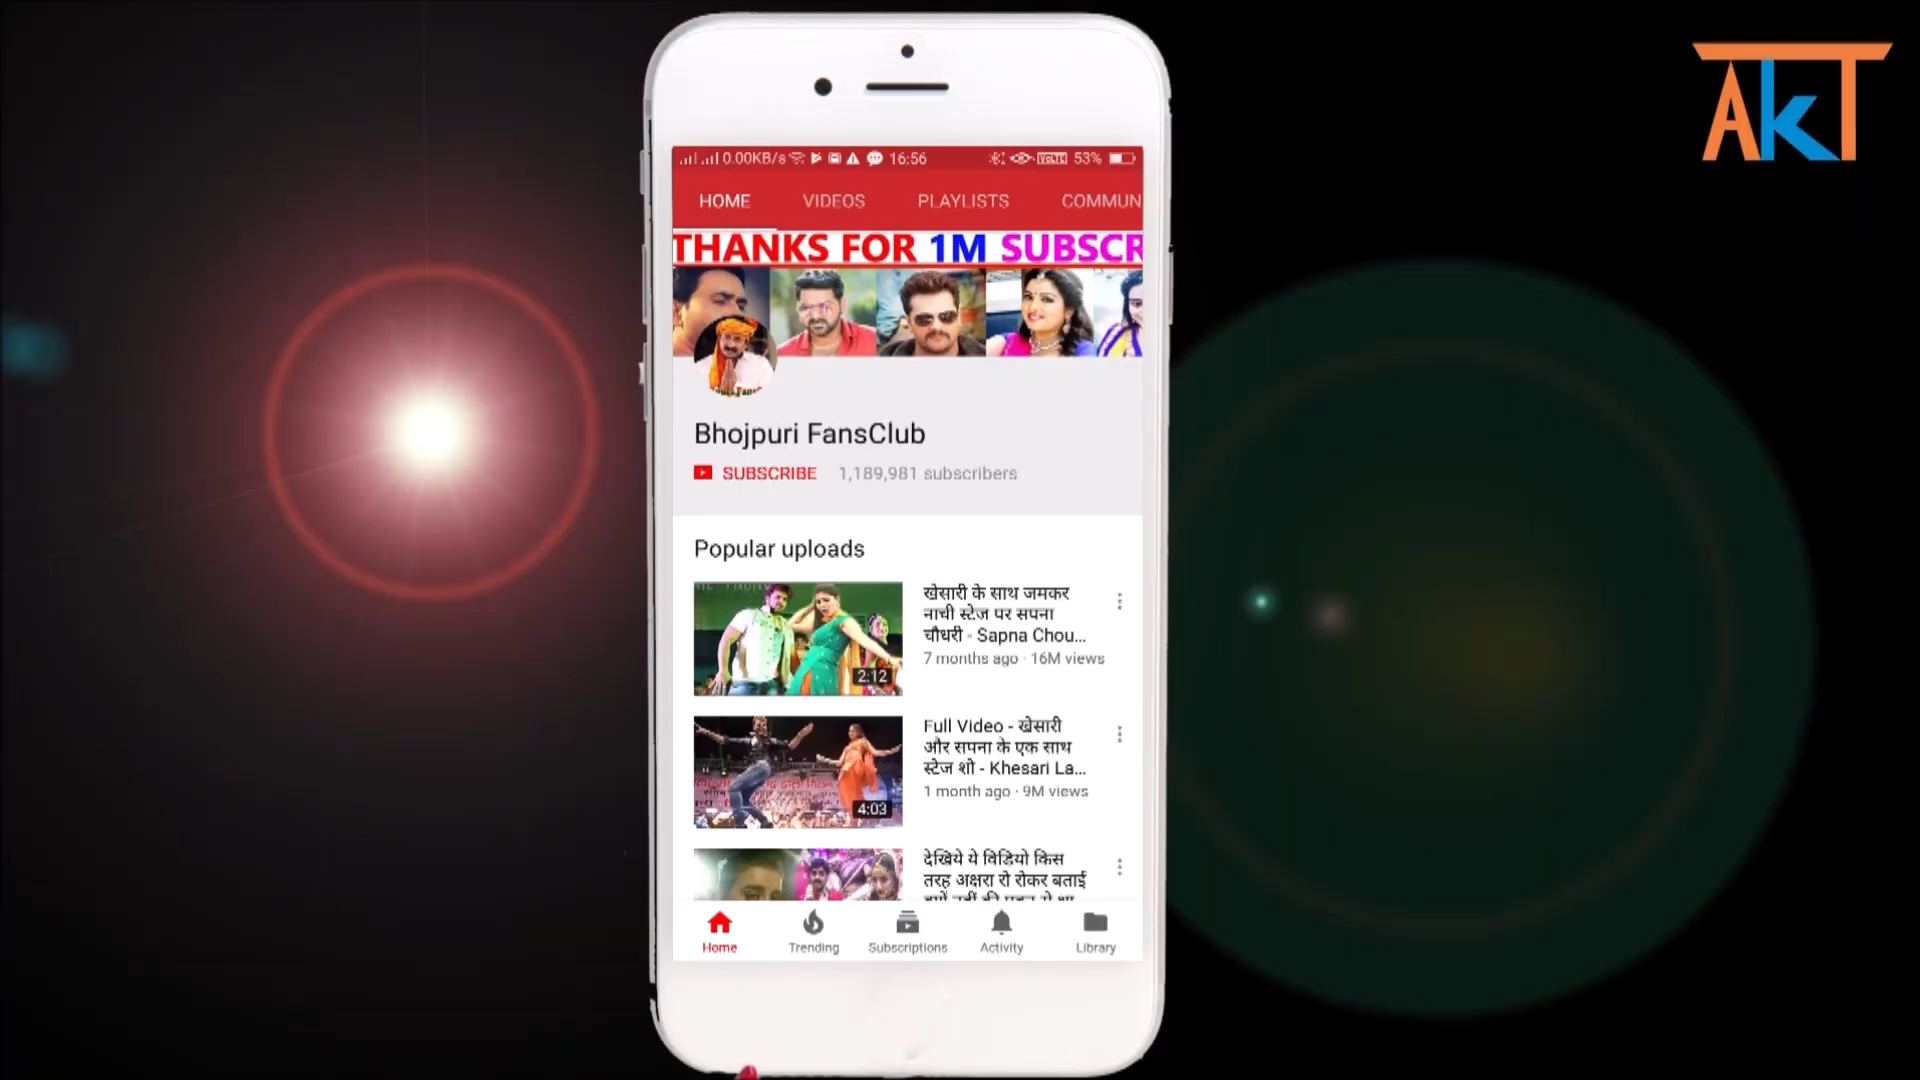 AKT
0.00KB/s 16:56 VoLTE 53%
HOME VIDEOS PLAYLISTS COMMUN
THANKS FOR 1M SUBSCR
Bhojpuri FansClub
SUBSCRIBE 1,189,981 subscribers
Popular uploads
खेसारी के साथ जमकर
नाची स्टेज पर सपना
चौधरी - Sapna Chou...
7 months ago · 16M views
2:12
Full Video - खेसारी
और सपना के एक साथ
स्टेज शो - Khesari La...
1 month ago · 9M views
4:03
देखिये ये विडियो किस
तरह अक्षरा रो रोकर बताई
Home Trending Subscriptions Activity Library